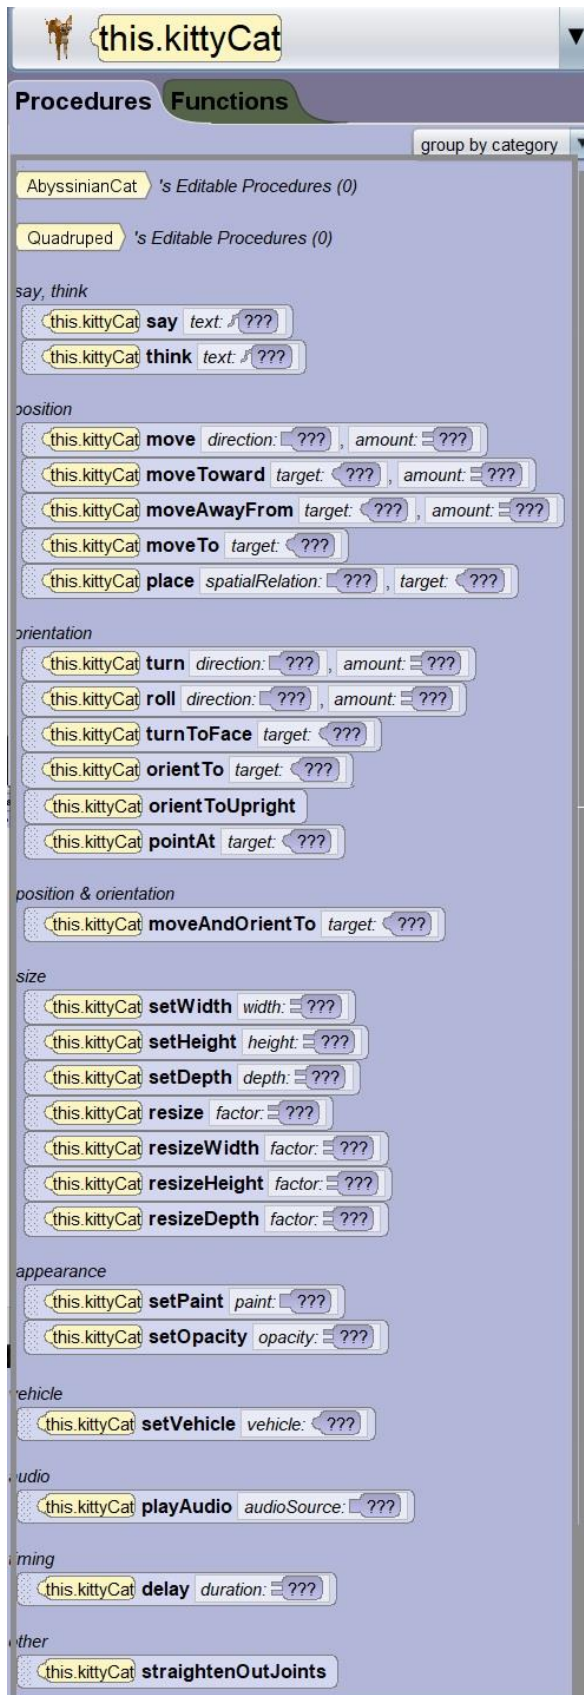 this.kittyCat
Procedures Functions
group by category
AbyssinianCat 's Editable Procedures (0)
Quadruped 's Editable Procedures (0)
say, think
this.kittyCat say text: ???
this.kittyCat think text: ???
position
this.kittyCat move direction: ???, amount: ???
this.kittyCat moveToward target: ???, amount: ???
this.kittyCat moveAwayFrom target: ???, amount: ???
this.kittyCat moveTo target: ???
this.kittyCat place spatialRelation: ???, target: ???
orientation
this.kittyCat turn direction: ???, amount: ???
this.kittyCat roll direction: ???, amount: ???
this.kittyCat turnToFace target: ???
this.kittyCat orientTo target: ???
this.kittyCat orientToUpright
this.kittyCat pointAt target: ???
position & orientation
this.kittyCat moveAndOrientTo target: ???
size
this.kittyCat setWidth width: ???
this.kittyCat setHeight height: ???
this.kittyCat setDepth depth: ???
this.kittyCat resize factor: ???
this.kittyCat resizeWidth factor: ???
this.kittyCat resizeHeight factor: ???
this.kittyCat resizeDepth factor: ???
appearance
this.kittyCat setPaint paint: ???
this.kittyCat setOpacity opacity: ???
vehicle
this.kittyCat setVehicle vehicle: ???
audio
this.kittyCat playAudio audioSource: ???
timing
this.kittyCat delay duration: ???
other
this.kittyCat straightenOutJoints